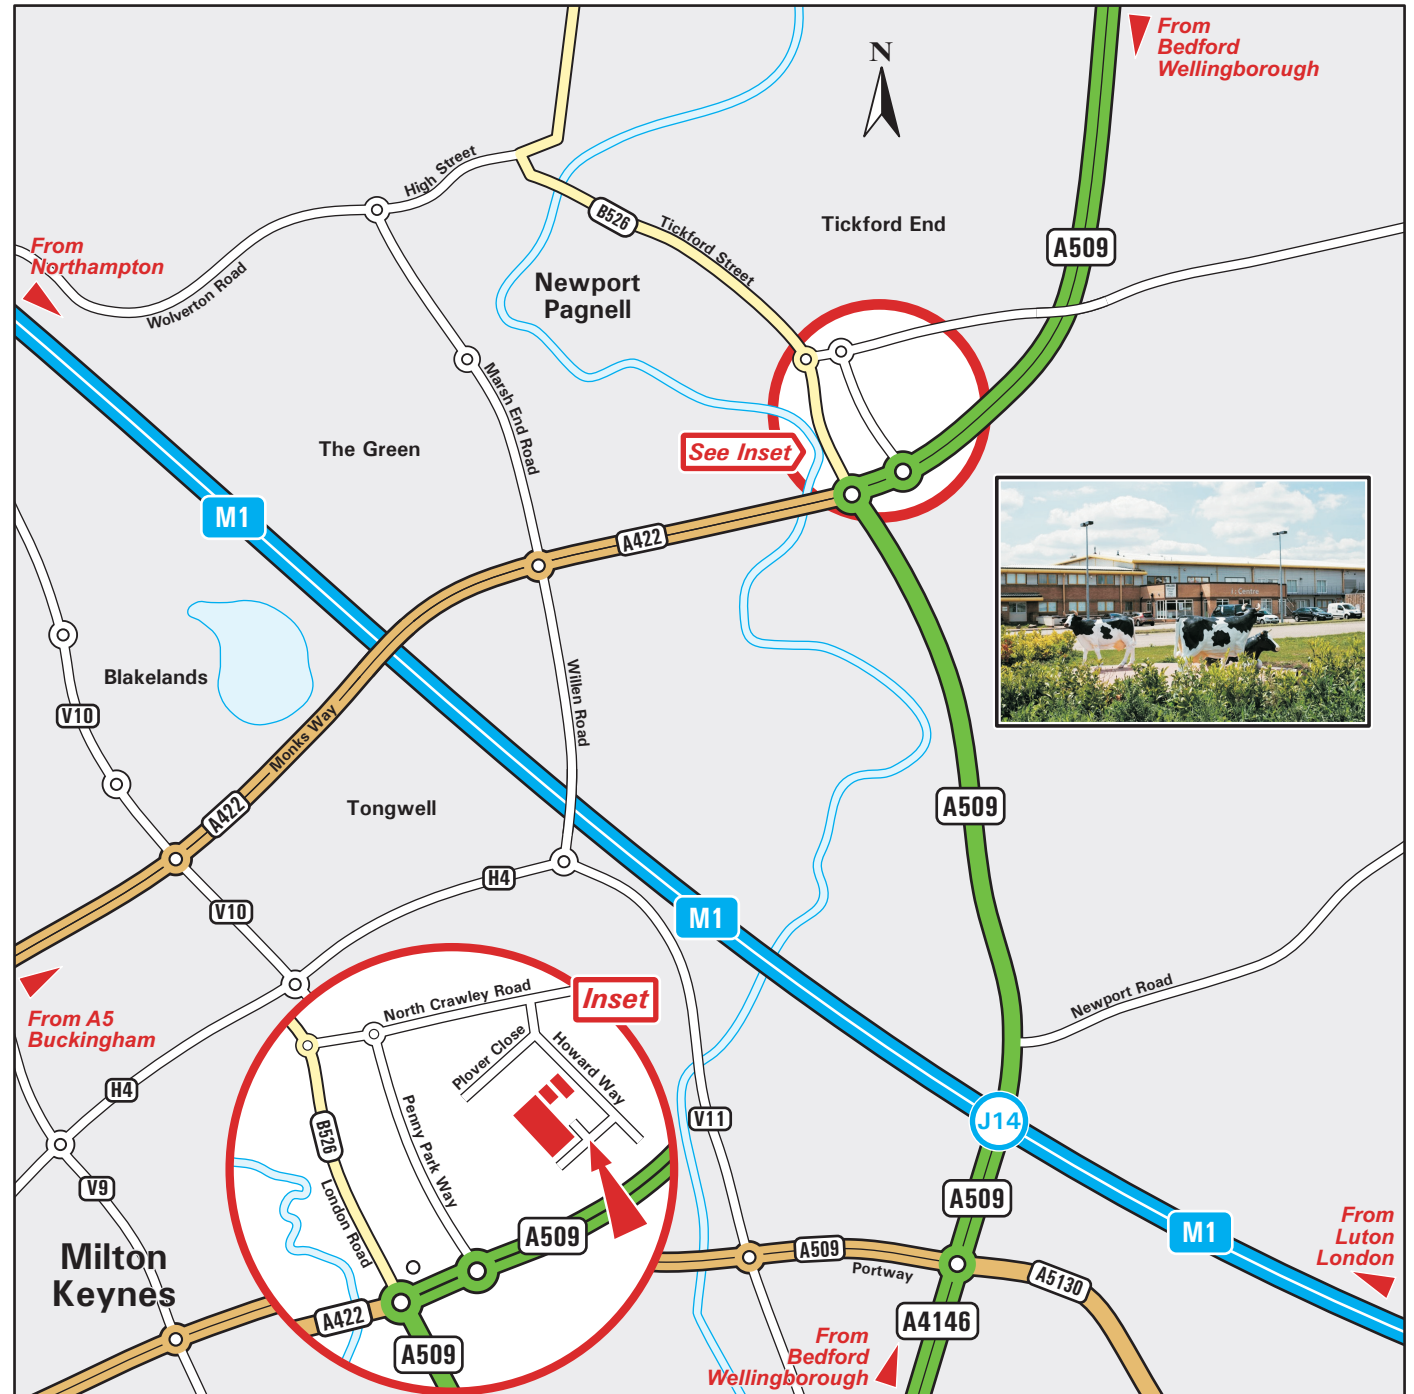 From
Bedford
Wellingborough
N
High Street
B526
Tickford Street
Tickford End
A509
From
Northampton
Wolverton Road
Newport
Pagnell
Marsh End Road
The Green
See Inset
M1
A422
Centre
Blakelands
V10
Monks Way
Willen Road
A422
Tongwell
A509
H4
V10
M1
From A5
Buckingham
Newport Road
Inset
North Crawley Road
Plover Close
Howard Way
H4
B526
Penny Park Way
V11
J14
V9
London Road
A509
A509
M1
From
Luton
London
Milton
Keynes
A509
Portway
A5130
A422
A509
A4146
From
Bedford
Wellingborough